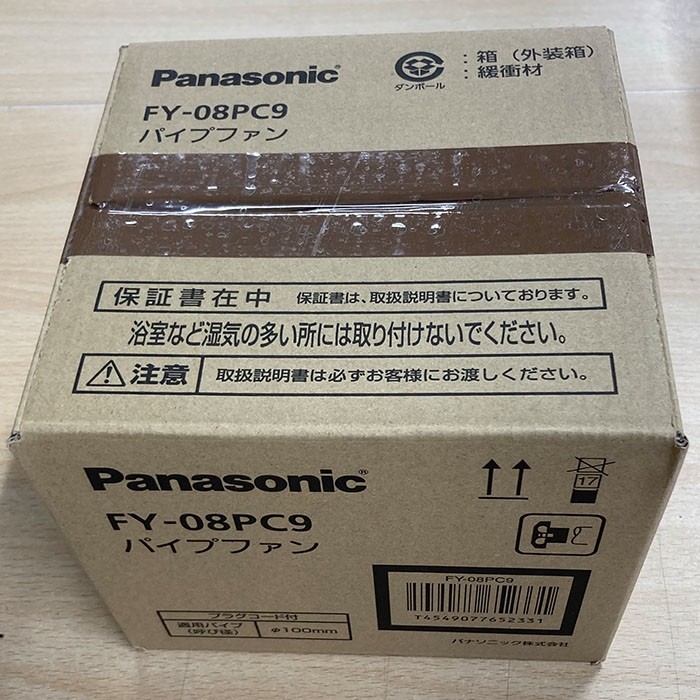 Panasonic®
FY-08PC9
パイプファン
ダンボール
：箱（外装箱）
：緩衝材
保証書在中 保証書は、取扱説明書についております。
浴室など湿気の多い所には取り付けないでください。
注意 取扱説明書は必ずお客様にお渡しください。
Panasonic®
FY-08PC9
パイプファン
17
プラグコード付
適用パイプ
（呼び径）
φ100mm
FY-08PC9
T4549077652331
パナソニック株式会社